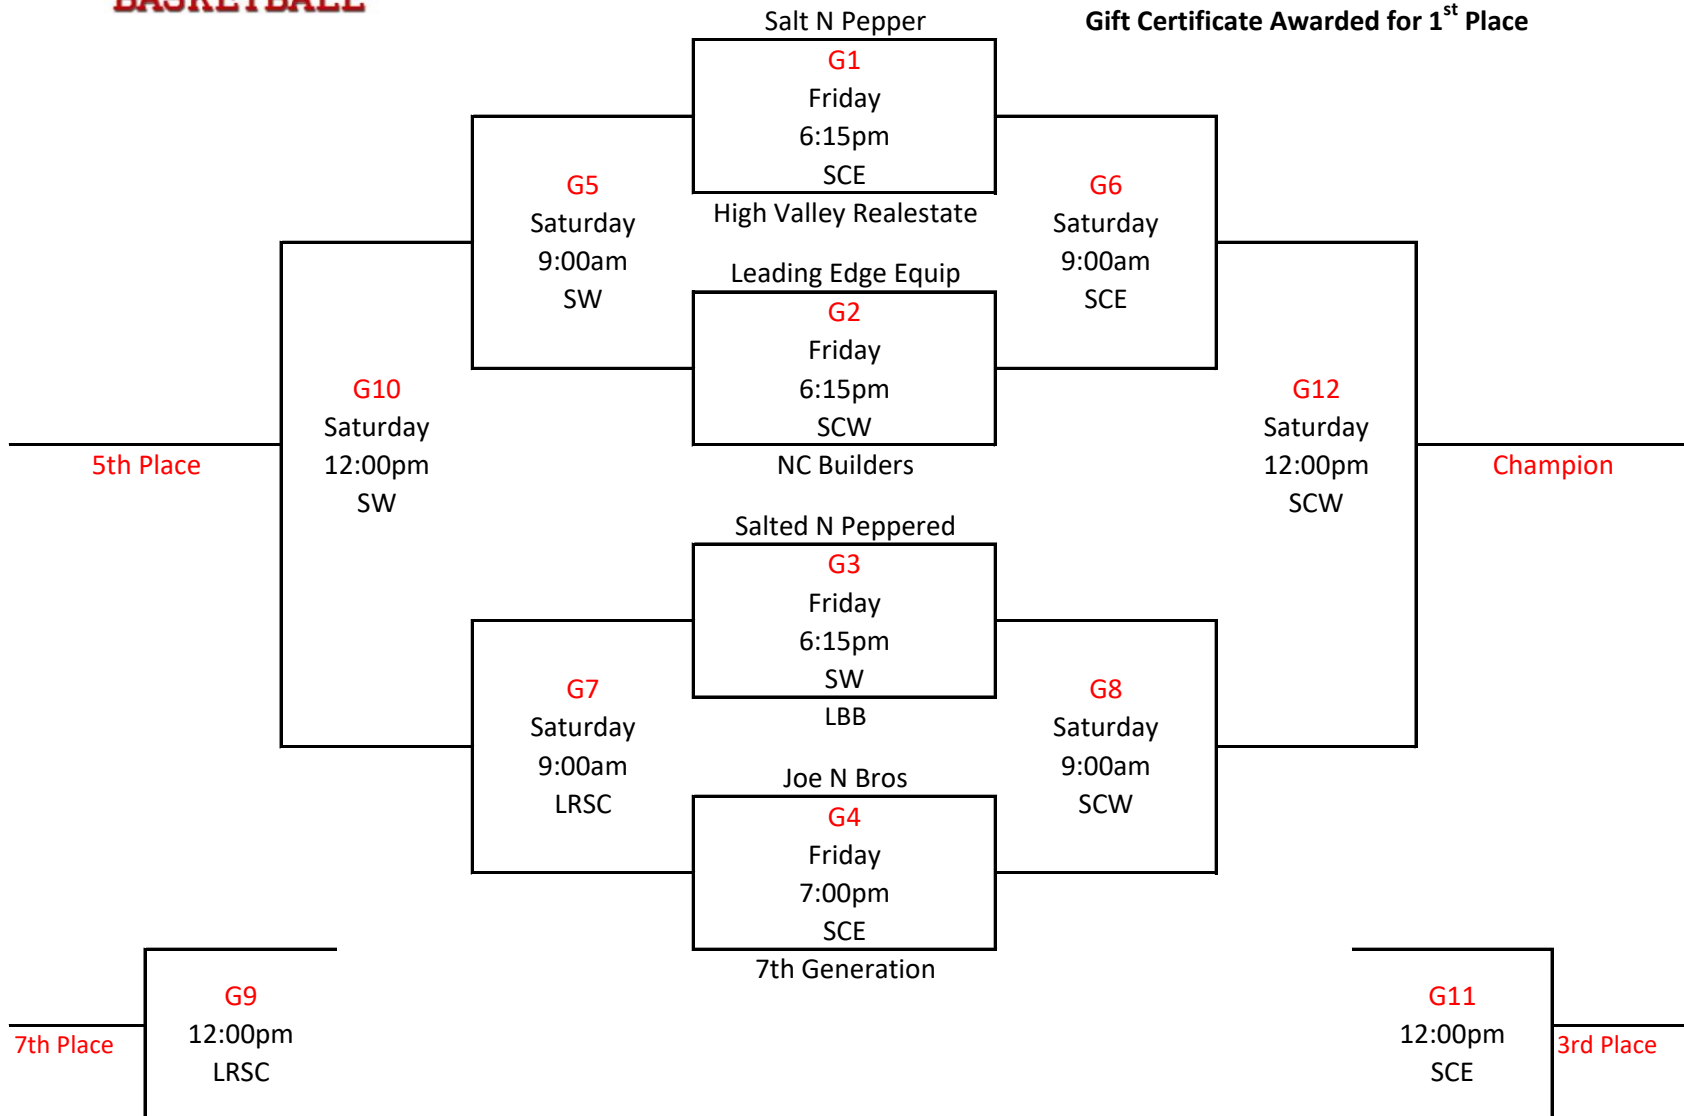 BASKETBALL
Gift Certificate Awarded for 1st Place
Salt N Pepper
G1
Friday
6:15pm
SCE
High Valley Realestate
G5
Saturday
9:00am
SW
G6
Saturday
9:00am
SCE
Leading Edge Equip
G2
Friday
6:15pm
SCW
NC Builders
G10
Saturday
12:00pm
SW
5th Place
G12
Saturday
12:00pm
SCW
Champion
Salted N Peppered
G3
Friday
6:15pm
SW
LBB
G7
Saturday
9:00am
LRSC
G8
Saturday
9:00am
SCW
Joe N Bros
G4
Friday
7:00pm
SCE
7th Generation
G9
12:00pm
LRSC
7th Place
G11
12:00pm
SCE
3rd Place